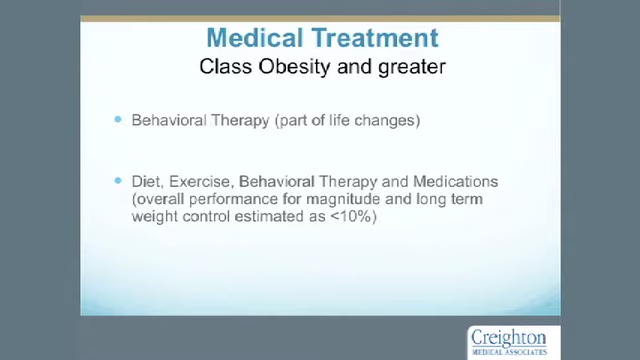 Medical Treatment
Class Obesity and greater
Behavioral Therapy (part of life changes)
Diet, Exercise, Behavioral Therapy and Medications
(overall performance for magnitude and long term
weight control estimated as <10%)
Creighton
MEDICAL ASSOCIATES